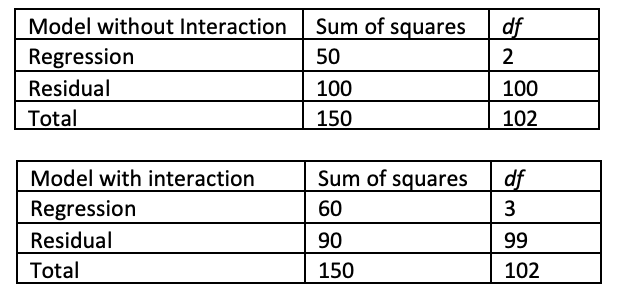 Model without Interaction Sum of squares df
Regression 50 2
Residual 100 100
Total 150 102
Model with interaction Sum of squares df
Regression 60 3
Residual 90 99
Total 150 102